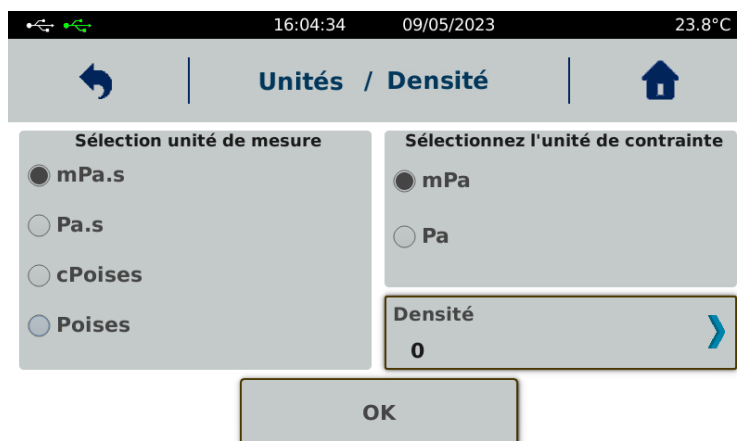 16:04:34 09/05/2023 23.8°C
Unités / Densité
Sélection unité de mesure
mPa.s
Pa.s
cPoises
Poises
Sélectionnez l'unité de contrainte
mPa
Pa
Densité
0
OK